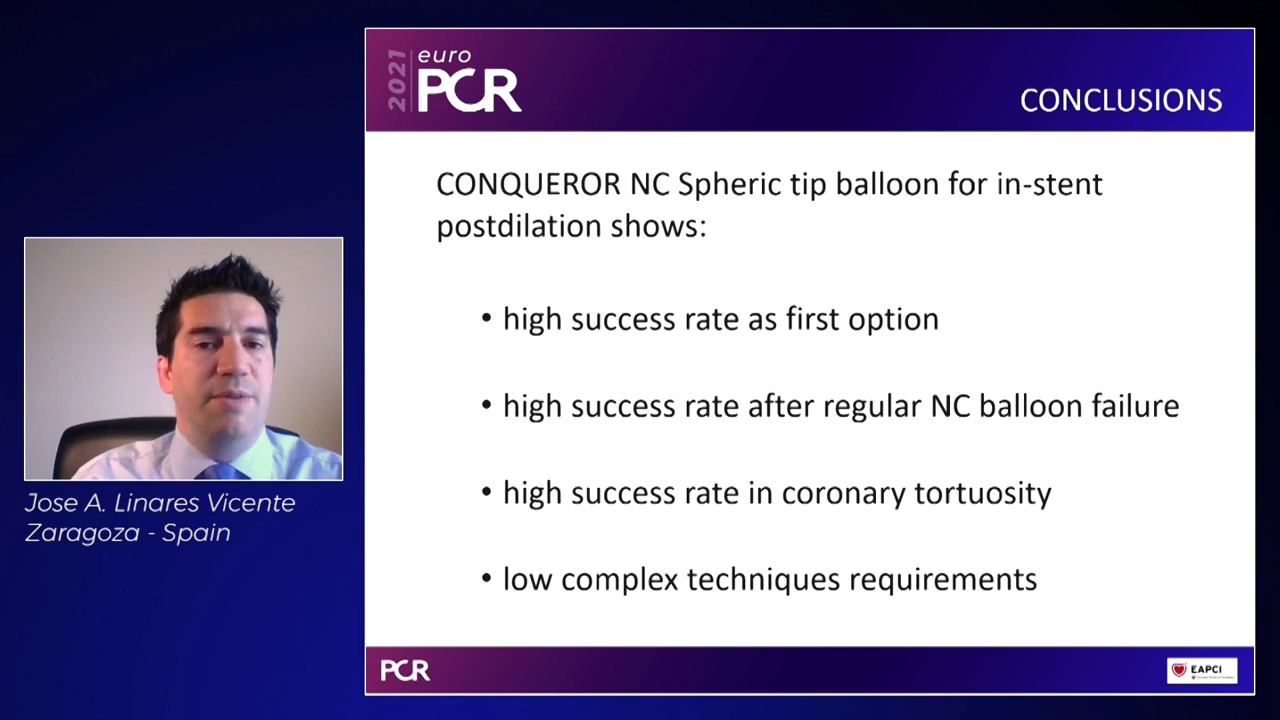 2021
euro
PCR
CONCLUSIONS
CONQUEROR NC Spheric tip balloon for in-stent
postdilation shows:
• high success rate as first option
• high success rate after regular NC balloon failure
• high success rate in coronary tortuosity
• low complex techniques requirements
Jose A. Linares Vicente
Zaragoza - Spain
PCR
EAPCI